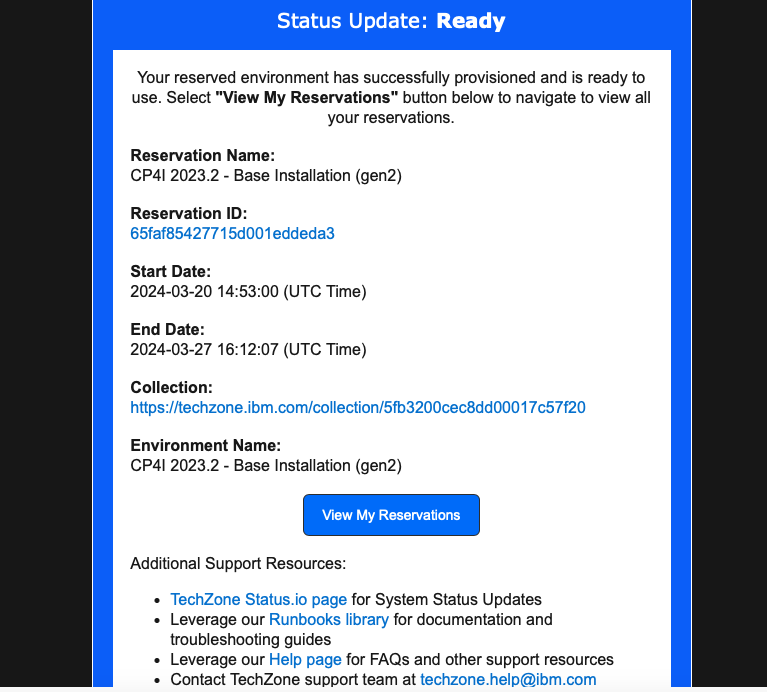 Status Update: Ready
Your reserved environment has successfully provisioned and is ready to
use. Select "View My Reservations" button below to navigate to view all
your reservations.
Reservation Name:
CP4I 2023.2 - Base Installation (gen2)
Reservation ID:
65faf85427715d001eddeda3
Start Date:
2024-03-20 14:53:00 (UTC Time)
End Date:
2024-03-27 16:12:07 (UTC Time)
Collection:
https://techzone.ibm.com/collection/5fb3200cec8dd00017c57f20
Environment Name:
CP4I 2023.2 - Base Installation (gen2)
View My Reservations
Additional Support Resources:
• TechZone Status.io page for System Status Updates
• Leverage our Runbooks library for documentation and
troubleshooting guides
• Leverage our Help page for FAQs and other support resources
• Contact TechZone support team at techzone.help@ibm.com